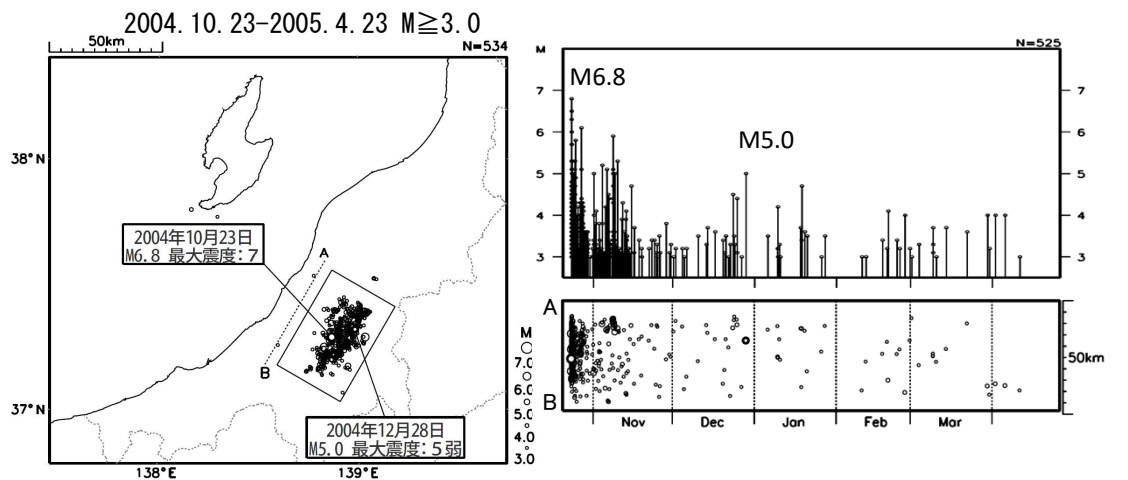 2004.10.23-2005.4.23 M≧3.0
50km
N=534
38°N
37°N
138°E
139°E
2004年10月23日
M6.8 最大震度:7
A
B
2004年12月28日
M5.0 最大震度:5弱
M
7.0
6.0
5.0
4.0
3.0
M
N=525
M6.8
M5.0
7
6
5
4
3
7
6
5
4
3
A
B
50km
Nov
Dec
Jan
Feb
Mar